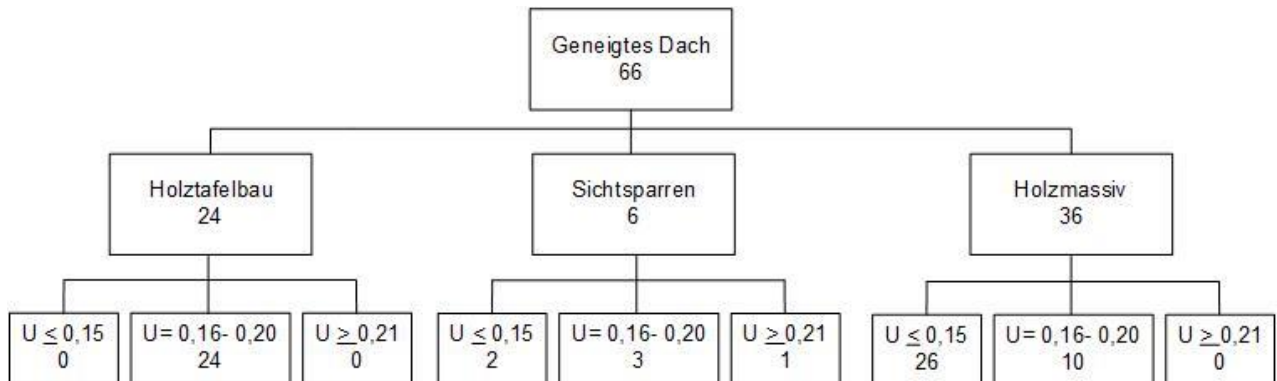 Geneigtes Dach
66
Holztafelbau
24
Sichtsparren
6
Holzmassiv
36
U ≤ 0,15
0
U= 0,16- 0,20
24
U ≥ 0,21
0
U ≤ 0,15
2
U= 0,16- 0,20
3
U ≥ 0,21
1
U ≤ 0,15
26
U= 0,16- 0,20
10
U ≥ 0,21
0